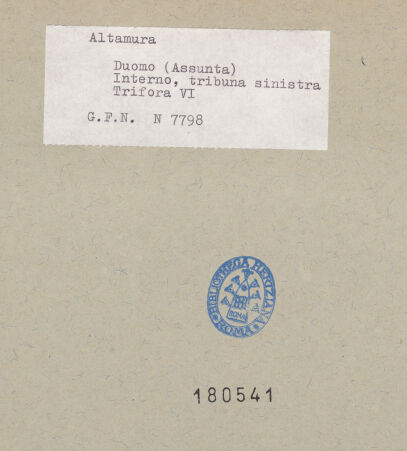 Altamura
Duomo (Assunta)
Interno, tribuna sinistra
Trifora VI
G.F.N. N 7798
BIBLIOTHECA HERTZIANA
ROMA
180541